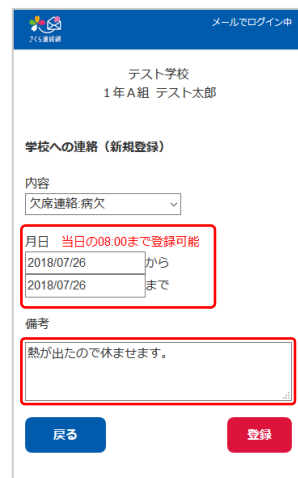 さくら連絡網
メールでログイン中
テスト学校
1年A組 テスト太郎
学校への連絡（新規登録）
内容
欠席連絡:病欠
月日 当日の08:00まで登録可能
2018/07/26 から
2018/07/26 まで
備考
熱が出たので休ませます。
戻る 登録